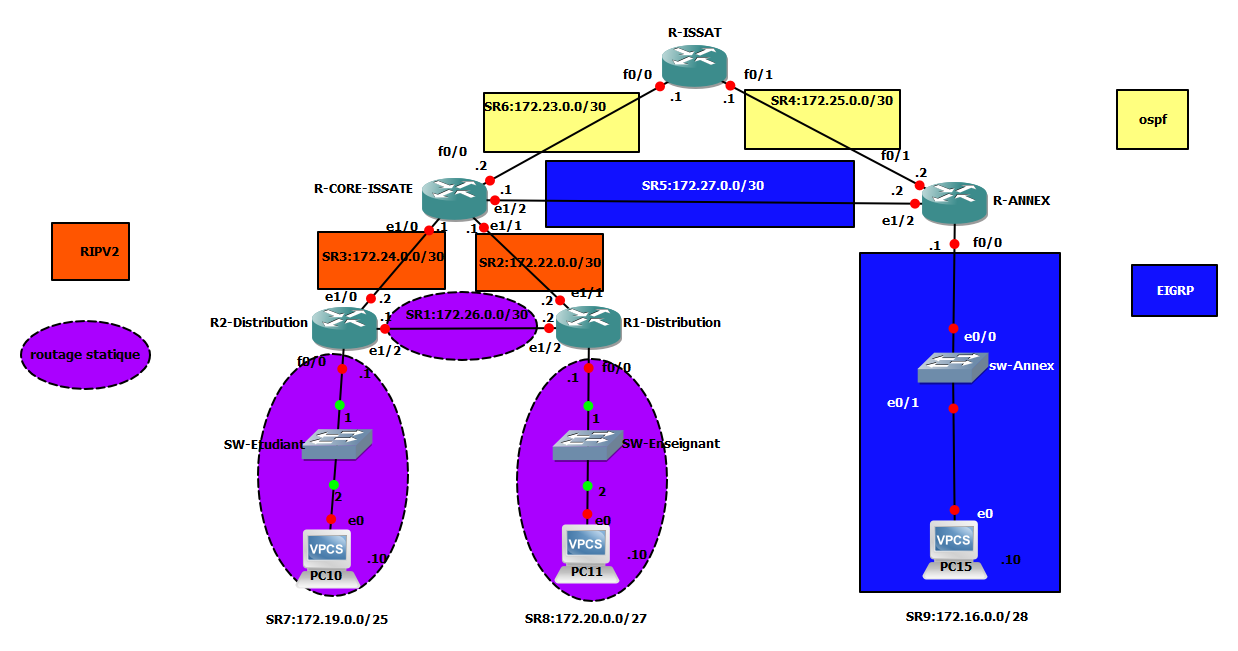 R-ISSAT
f0/0
f0/1
.1
.1
SR6:172.23.0.0/30
SR4:172.25.0.0/30
ospf
f0/0
.2
f0/1
.2
R-CORE-ISSATE
.1
e1/2
SR5:172.27.0.0/30
.2
e1/2
R-ANNEX
e1/0
.1
.1
e1/1
.1
f0/0
RIPV2
SR3:172.24.0.0/30
SR2:172.22.0.0/30
EIGRP
e1/0
.2
e1/1
.2
R2-Distribution
.1
SR1:172.26.0.0/30
.2
R1-Distribution
e1/2
e1/2
routage statique
f0/0
.1
f0/0
.1
e0/0
sw-Annex
e0/1
1
1
SW-Etudiant
SW-Enseignant
2
2
e0
e0
e0
VPCS
VPCS
VPCS
.10
.10
.10
PC10
PC11
PC15
SR7:172.19.0.0/25
SR8:172.20.0.0/27
SR9:172.16.0.0/28